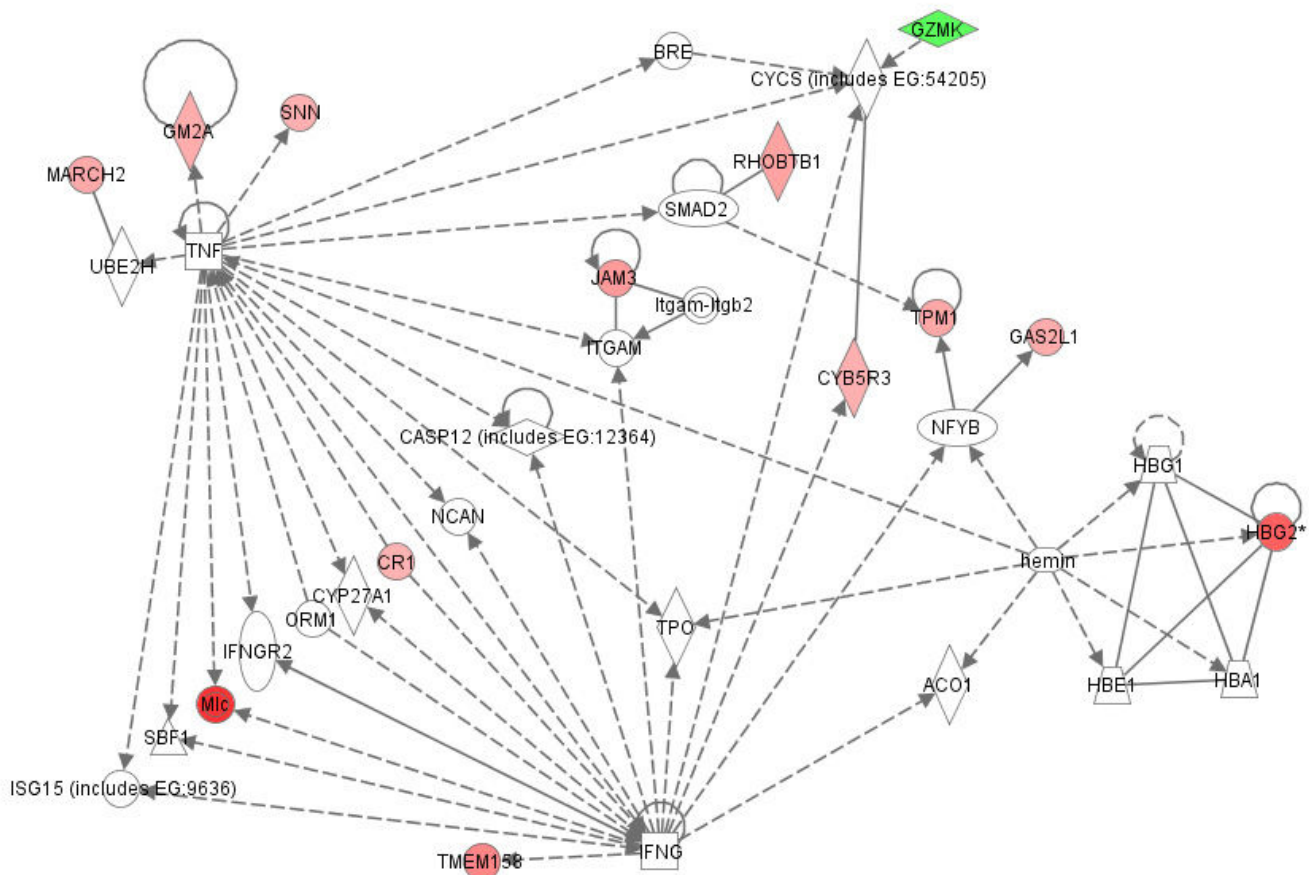 GZMK
BRE
CYCS (includes EG:54205)
SNN
GM2A
RHOBTB1
MARCH2
SMAD2
TNF
UBE2H
JAM3
Itgam-Itgb2
TPM1
GAS2L1
ITGAM
CYB5R3
NFYB
CASP12 (includes EG:12364)
HBG1
NCAN
HBG2*
CR1
hemin
CYP27A1
ORM1
TPO
IFNGR2
ACO1
HBE1
HBA1
Mlc
SBF1
ISG15 (includes EG:9636)
IFNG
TMEM158